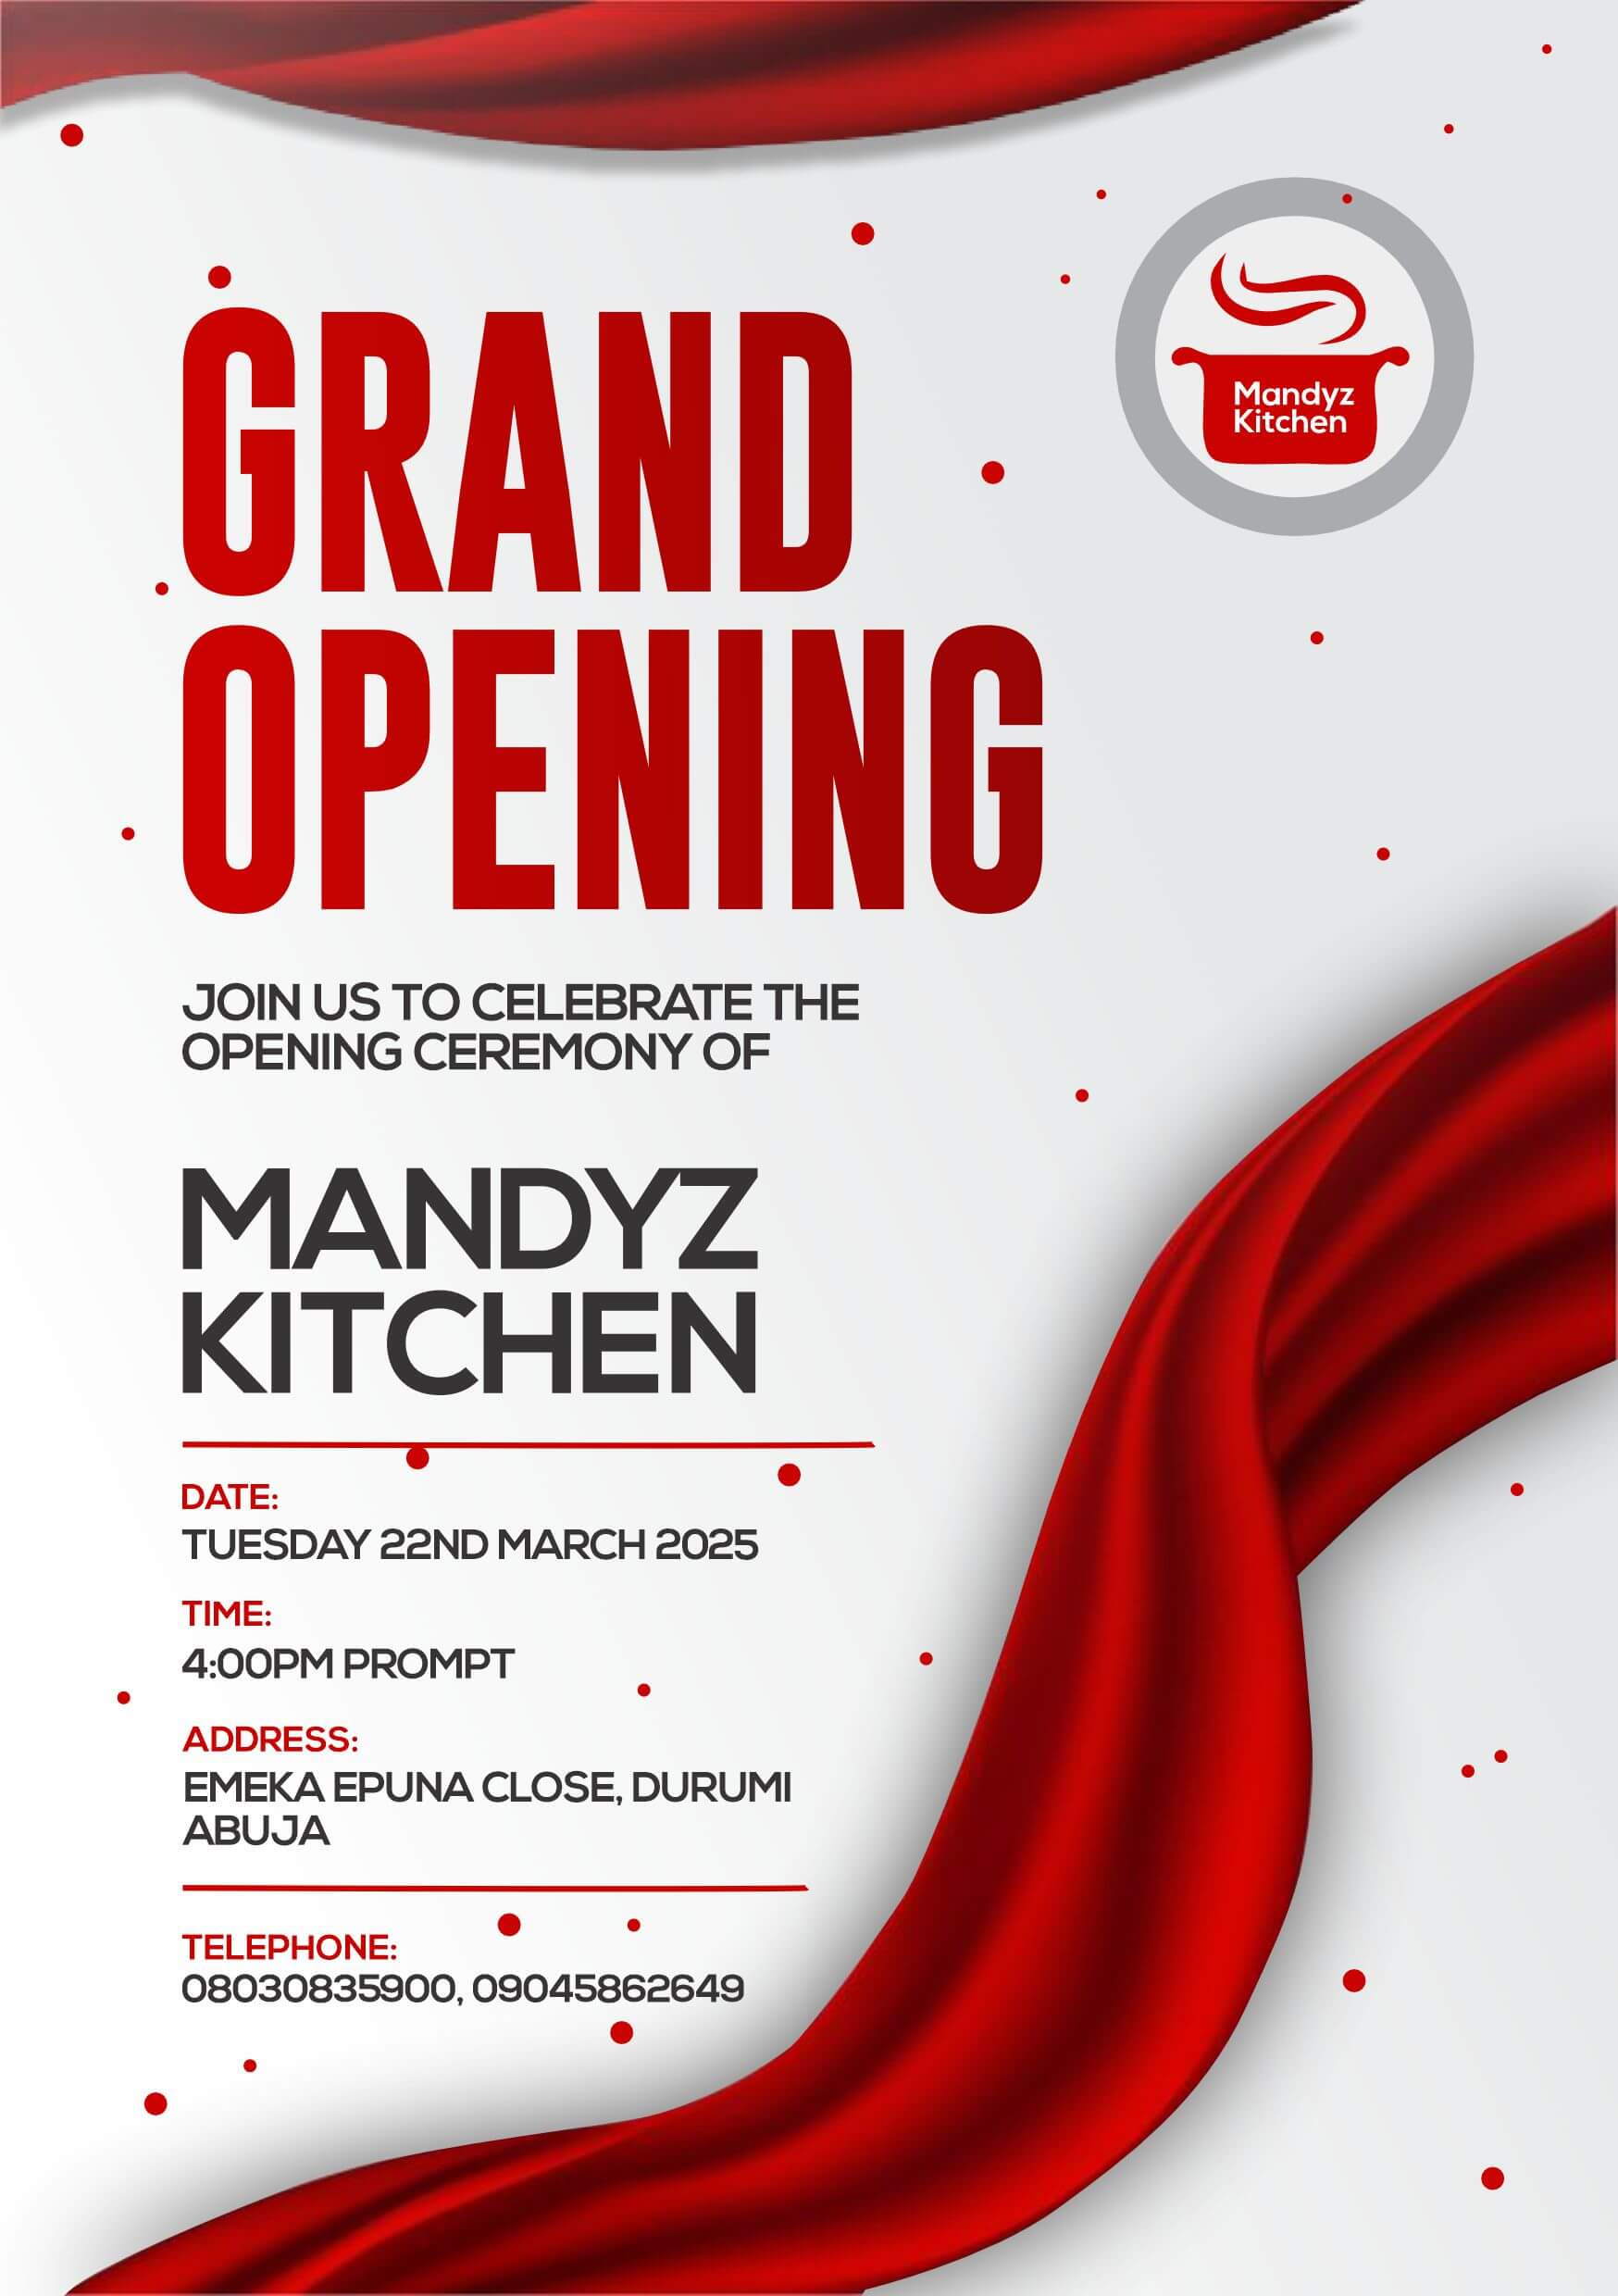 Mandyz
Kitchen
GRAND
OPENING
JOIN US TO CELEBRATE THE
OPENING CEREMONY OF
MANDYZ
KITCHEN
DATE:
TUESDAY 22ND MARCH 2025
TIME:
4:00PM PROMPT
ADDRESS:
EMEKA EPUNA CLOSE, DURUMI
ABUJA
TELEPHONE:
08030835900, 09045862649